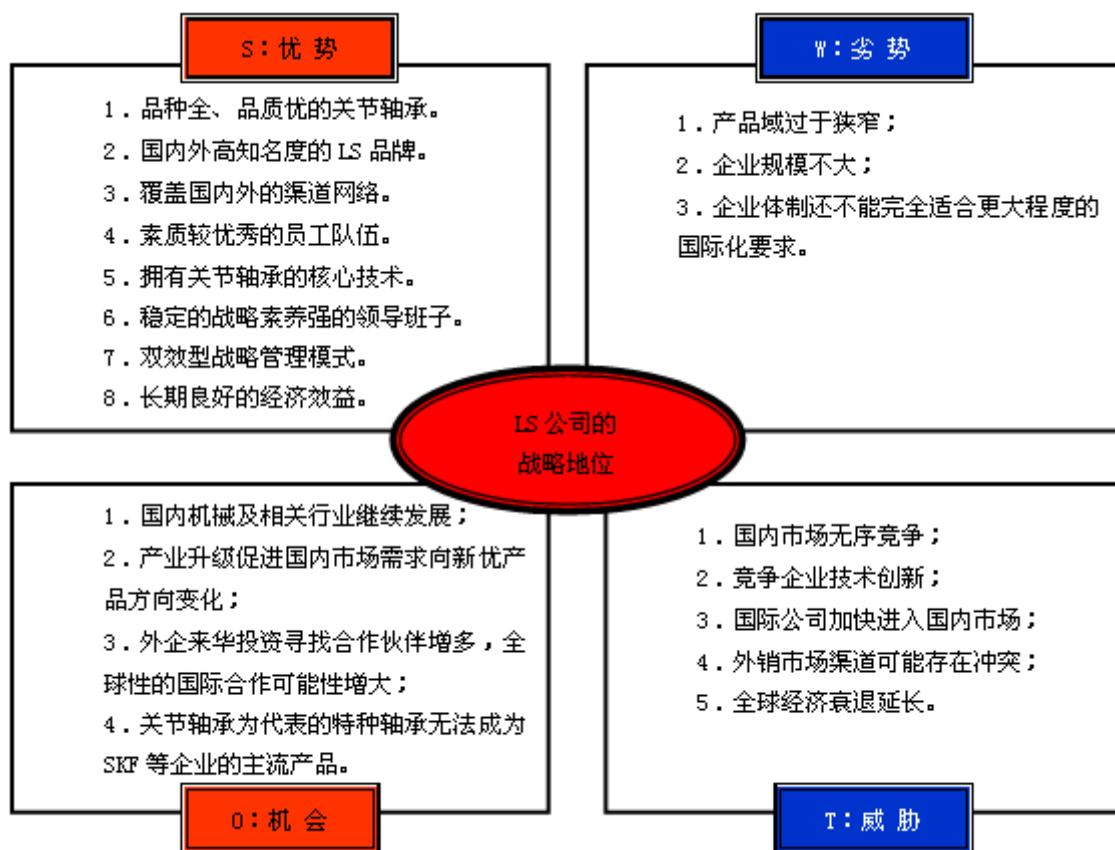 S：优 势
1．品种全、品质优的关节轴承。
2．国内外高知名度的 LS 品牌。
3．覆盖国内外的渠道网络。
4．素质较优秀的员工队伍。
5．拥有关节轴承的核心技术。
6．稳定的战略素养强的领导班子。
7．双效型战略管理模式。
8．长期良好的经济效益。
W：劣 势
1．产品域过于狭窄；
2．企业规模不大；
3．企业体制还不能完全适合更大程度的
国际化要求。
LS 公司的
战略地位
1．国内机械及相关行业继续发展；
2．产业升级促进国内市场需求向新优产
品方向变化；
3．外企来华投资寻找合作伙伴增多，全
球性的国际合作可能性增大；
4．关节轴承为代表的特种轴承无法成为
SKF 等企业的主流产品。
O：机 会
1．国内市场无序竞争；
2．竞争企业技术创新；
3．国际公司加快进入国内市场；
4．外销市场渠道可能存在冲突；
5．全球经济衰退延长。
T：威 胁